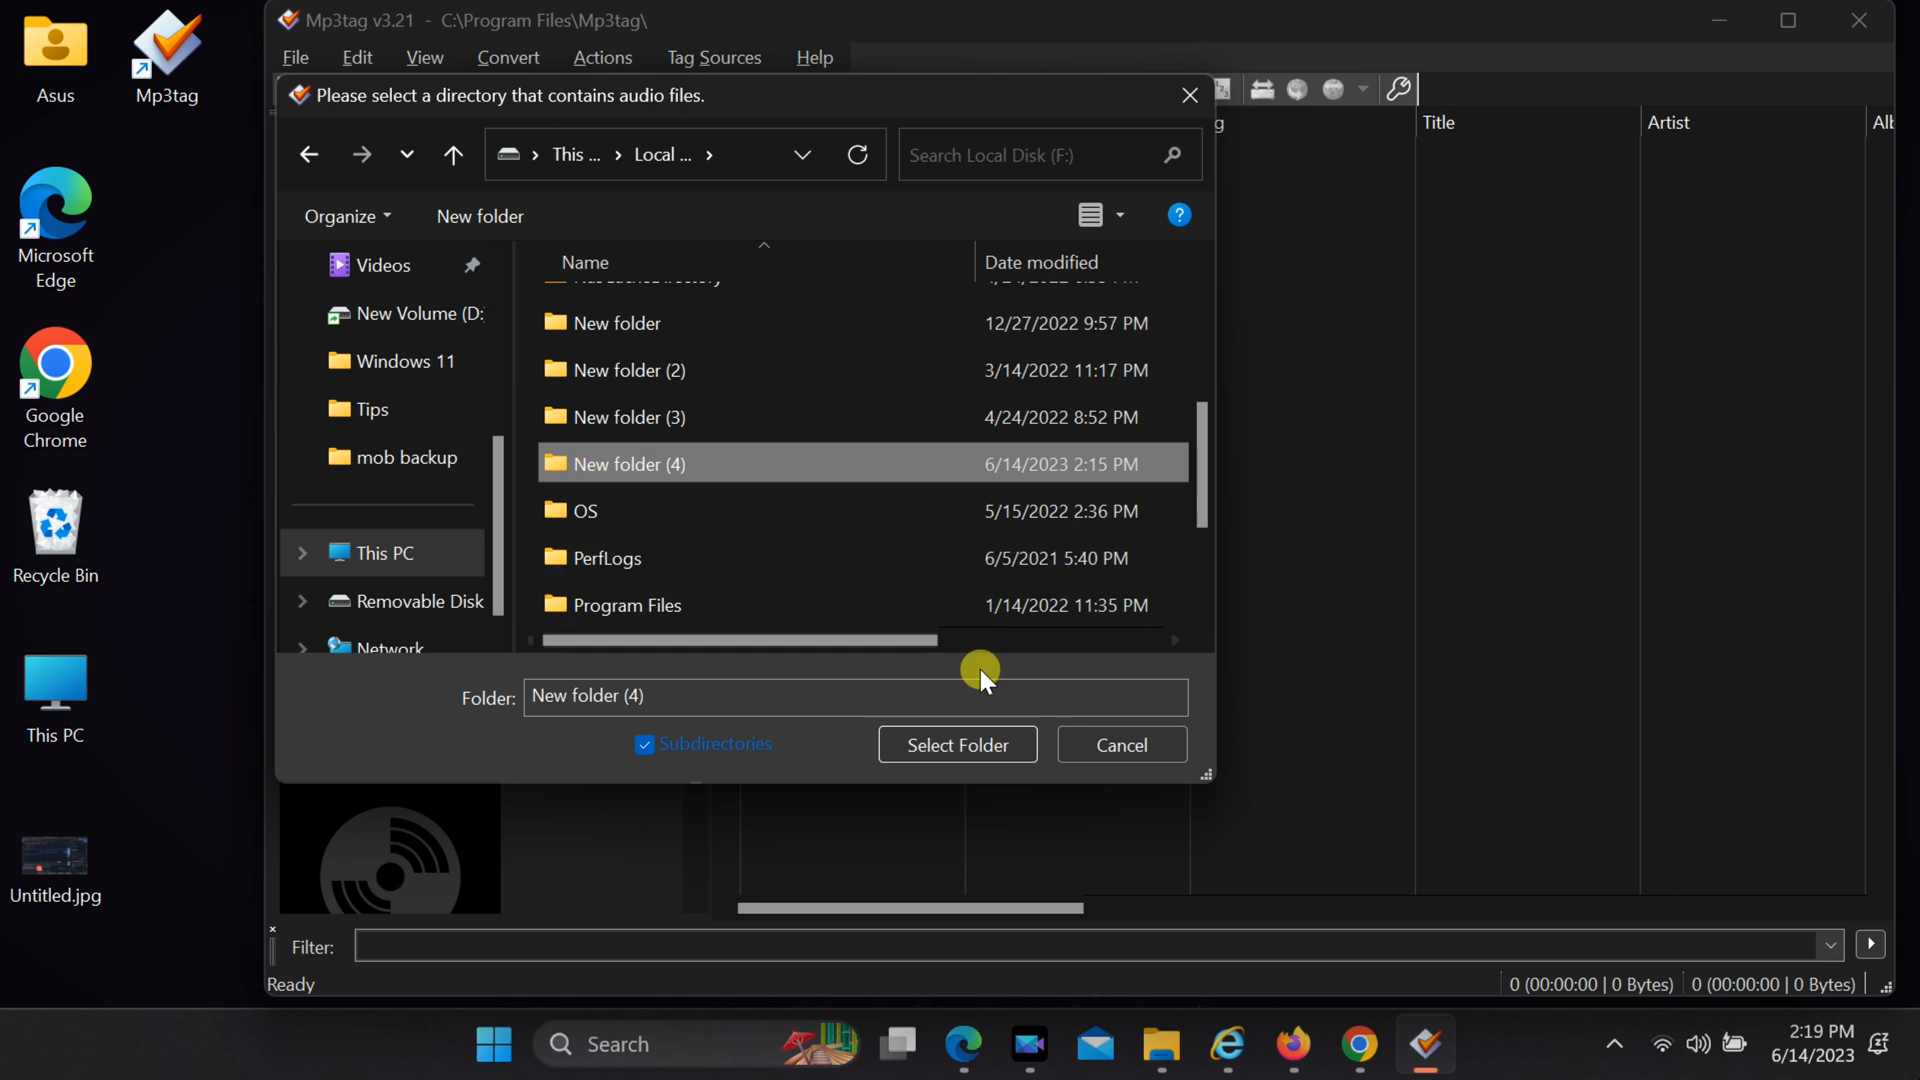 Asus
Mp3tag
Microsoft
Edge
Google
Chrome
Recycle Bin
This PC
Untitled.jpg
Mp3tag v3.21 - C:\Program Files\Mp3tag\
File Edit View Convert Actions Tag Sources Help
Please select a directory that contains audio files.
This ... Local ...
Search Local Disk (F:)
Organize New folder
Videos
New Volume (D:
Windows 11
Tips
mob backup
This PC
Removable Disk
Network
Name Date modified
New folder 12/27/2022 9:57 PM
New folder (2) 3/14/2022 11:17 PM
New folder (3) 4/24/2022 8:52 PM
New folder (4) 6/14/2023 2:15 PM
OS 5/15/2022 2:36 PM
PerfLogs 6/5/2021 5:40 PM
Program Files 1/14/2022 11:35 PM
Folder: New folder (4)
Subdirectories
Select Folder Cancel
Title Artist
Filter:
Ready
0 (00:00:00 | 0 Bytes) 0 (00:00:00 | 0 Bytes)
Search
2:19 PM
6/14/2023